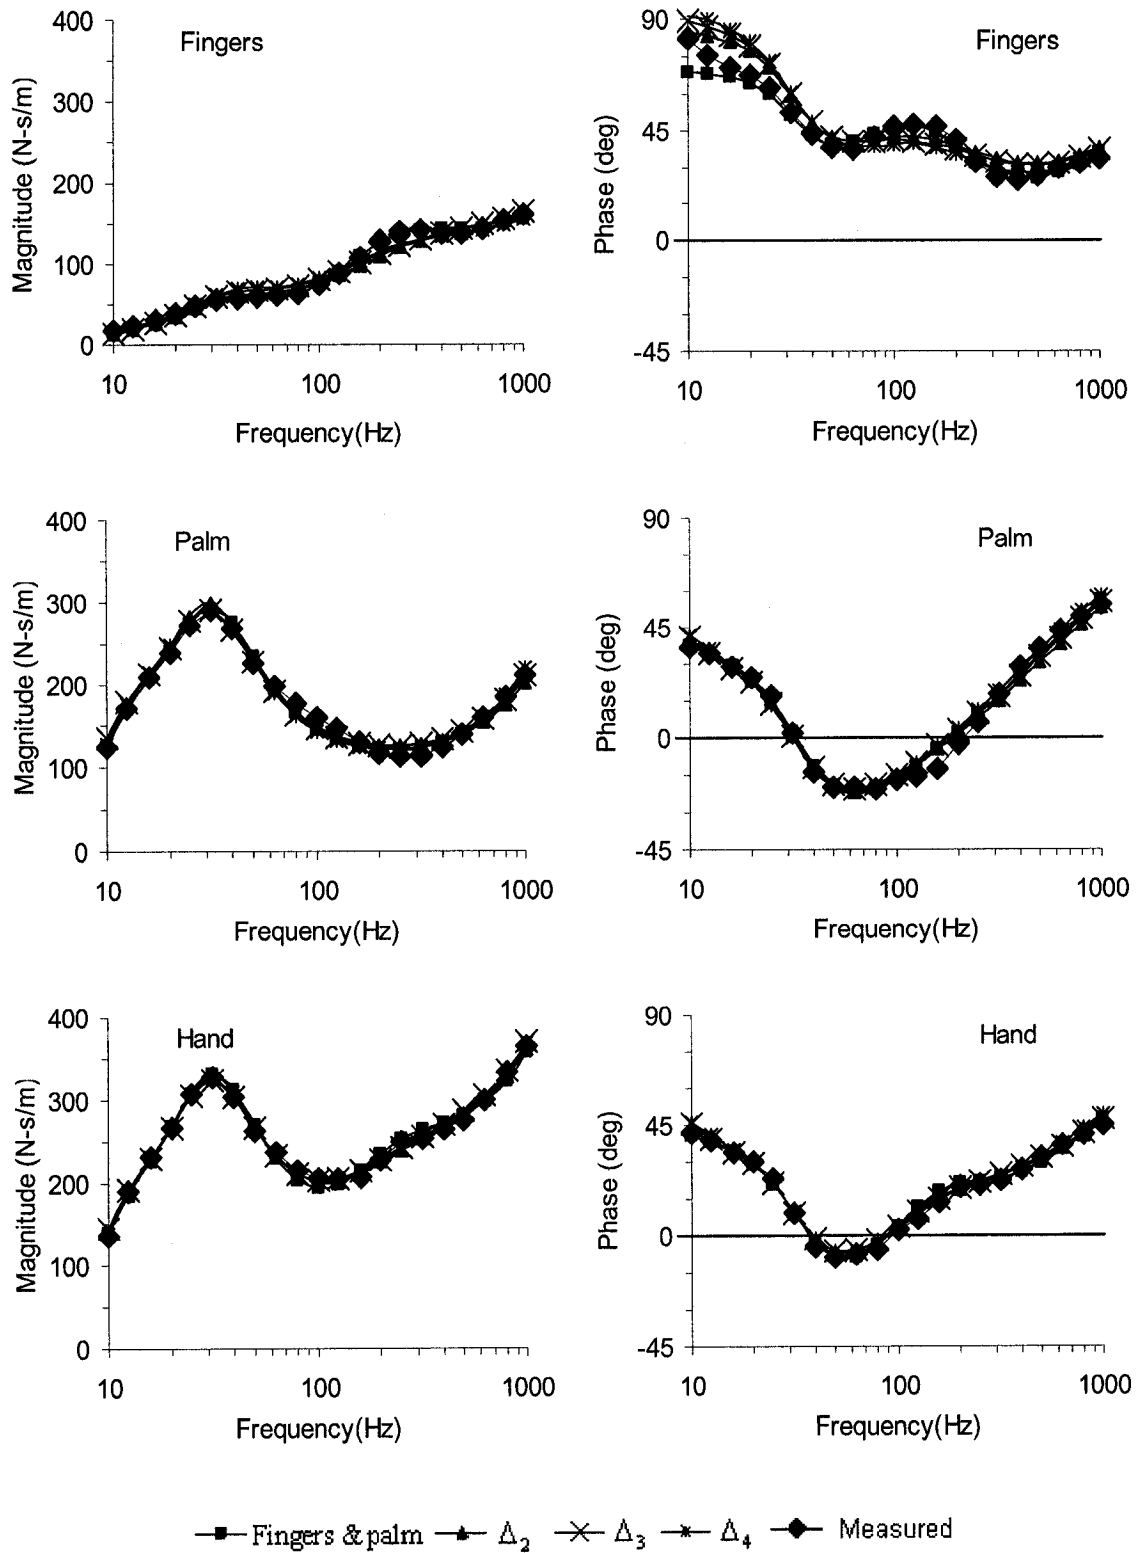 400
300
200
100
0
Magnitude (N-s/m)
Fingers
10 100 1000
Frequency(Hz)
90
45
0
-45
Phase (deg)
Fingers
10 100 1000
Frequency(Hz)
400
300
200
100
0
Magnitude (N-s/m)
Palm
10 100 1000
Frequency(Hz)
90
45
0
-45
Phase (deg)
Palm
10 100 1000
Frequency(Hz)
400
300
200
100
0
Magnitude (N-s/m)
Hand
10 100 1000
Frequency(Hz)
90
45
0
-45
Phase (deg)
Hand
10 100 1000
Frequency(Hz)
Fingers & palm Δ2 Δ3 Δ4 Measured